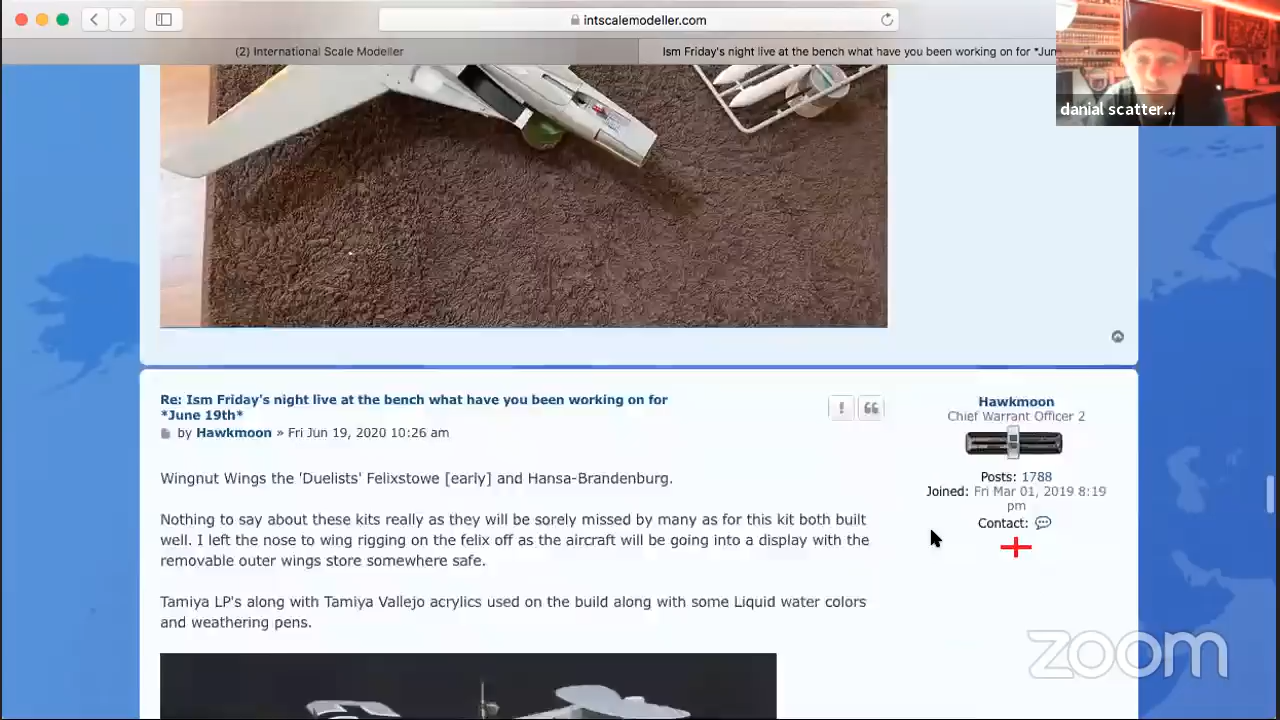 intscalemodeller.com
(2) International Scale Modeller
Ism Friday's night live at the bench what have you been working on for *Jun
danial scatter...
Re: Ism Friday's night live at the bench what have you been working on for
*June 19th*
by Hawkmoon » Fri Jun 19, 2020 10:26 am
Hawkmoon
Chief Warrant Officer 2
Posts: 1788
Joined: Fri Mar 01, 2019 8:19
pm
Contact:
Wingnut Wings the 'Duelists' Felixstowe [early] and Hansa-Brandenburg.
Nothing to say about these kits really as they will be sorely missed by many as for this kit both built
well. I left the nose to wing rigging on the felix off as the aircraft will be going into a display with the
removable outer wings store somewhere safe.
Tamiya LP's along with Tamiya Vallejo acrylics used on the build along with some Liquid water colors
and weathering pens.
zoom